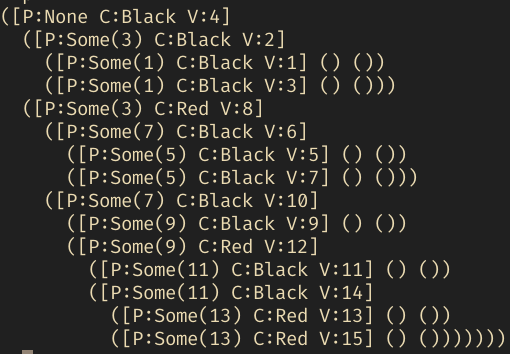 ([P:None C:Black V:4]
([P:Some(3) C:Black V:2]
([P:Some(1) C:Black V:1] () ())
([P:Some(1) C:Black V:3] () ()))
([P:Some(3) C:Red V:8]
([P:Some(7) C:Black V:6]
([P:Some(5) C:Black V:5] () ())
([P:Some(5) C:Black V:7] () ()))
([P:Some(7) C:Black V:10]
([P:Some(9) C:Black V:9] () ())
([P:Some(9) C:Red V:12]
([P:Some(11) C:Black V:11] () ())
([P:Some(11) C:Black V:14]
([P:Some(13) C:Red V:13] () ())
([P:Some(13) C:Red V:15] () ()))))))